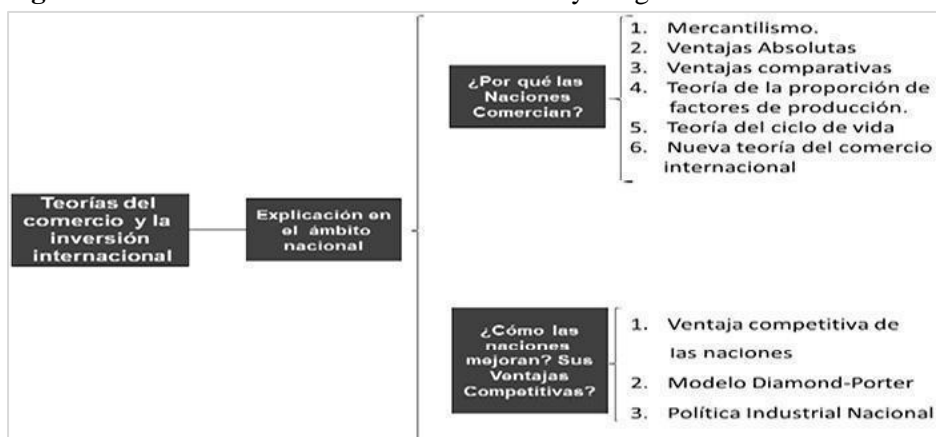 Teorías del
comercio y la
inversión
internacional
Explicación en
el ámbito
nacional
¿Por qué las
Naciones
Comercian?
1. Mercantilismo.
2. Ventajas Absolutas
3. Ventajas comparativas
4. Teoría de la proporción de
factores de producción.
5. Teoría del ciclo de vida
6. Nueva teoría del comercio
internacional
¿Cómo las
naciones
mejoran? Sus
Ventajas
Competitivas?
1. Ventaja competitiva de
las naciones
2. Modelo Diamond-Porter
3. Política Industrial Nacional